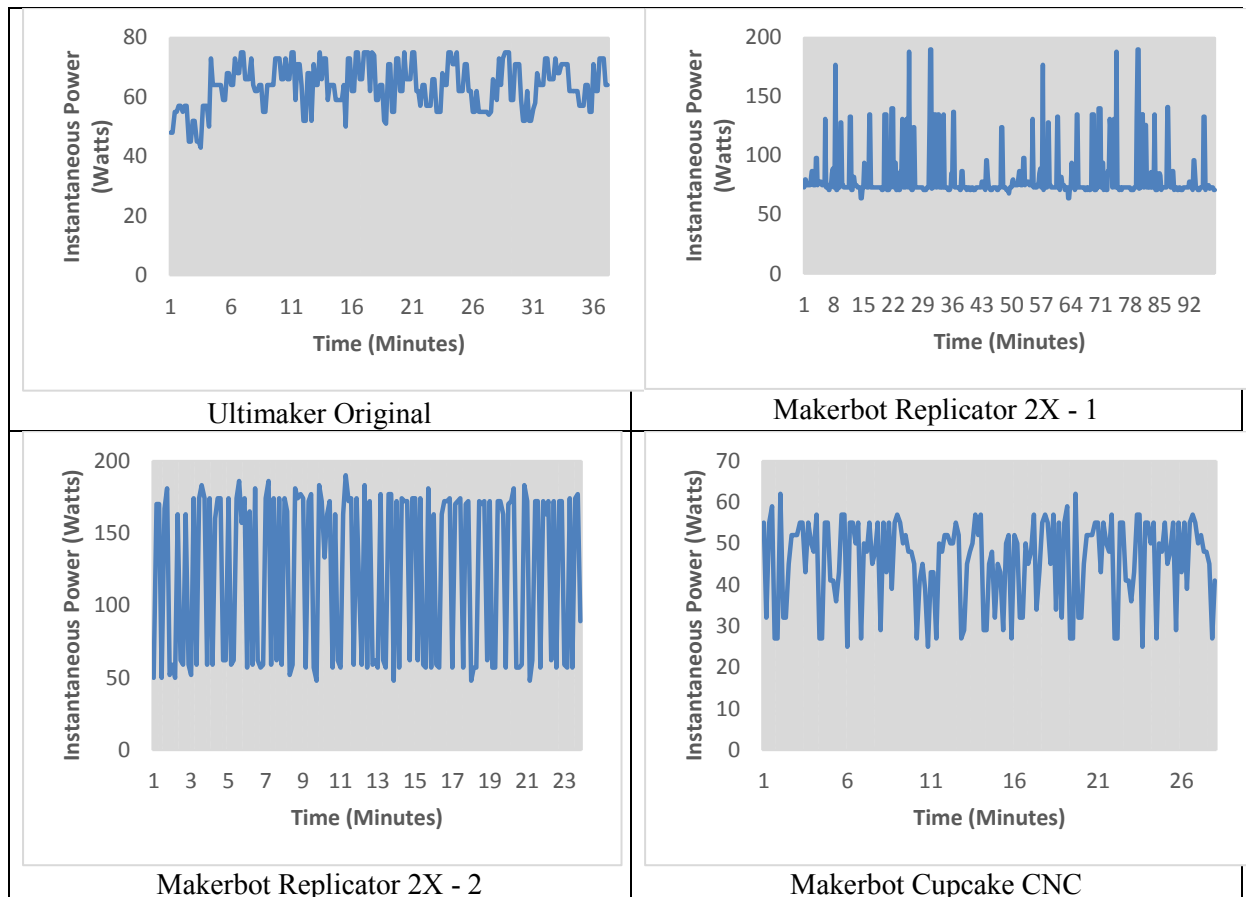 Instantaneous Power
(Watts)
80
60
40
20
0
1 6 11 16 21 26 31 36
Time (Minutes)
Ultimaker Original
Instantaneous Power
(Watts)
200
150
100
50
0
1 8 15 22 29 36 43 50 57 64 71 78 85 92
Time (Minutes)
Makerbot Replicator 2X - 1
Instantaneous Power (Watts)
200
150
100
50
0
1 3 5 7 9 11 13 15 17 19 21 23
Time (Minutes)
Makerbot Replicator 2X - 2
Instantaneous Power (Watts)
70
60
50
40
30
20
10
0
1 6 11 16 21 26
Time (Minutes)
Makerbot Cupcake CNC